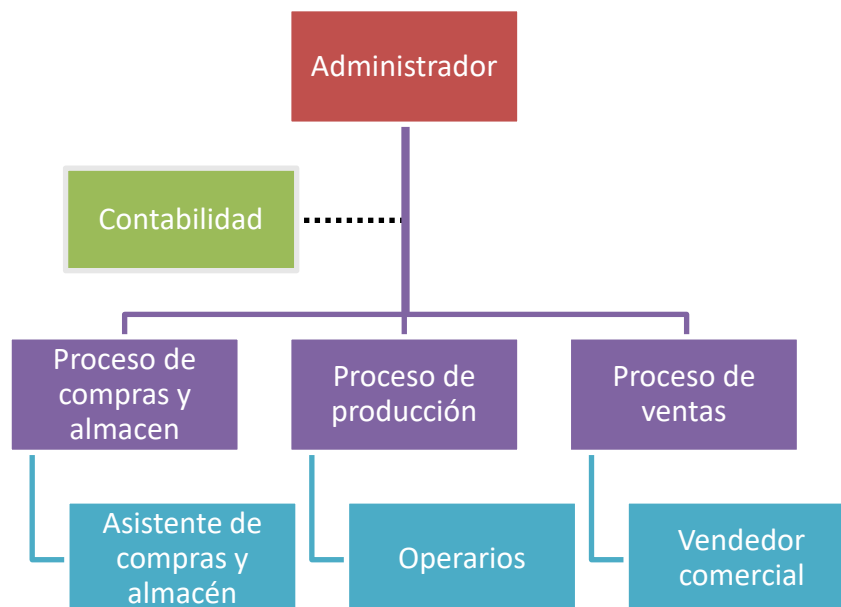 Administrador
Contabilidad
Proceso de
compras y
almacen
Proceso de
producción
Proceso de
ventas
Asistente de
compras y
almacén
Operarios
Vendedor
comercial